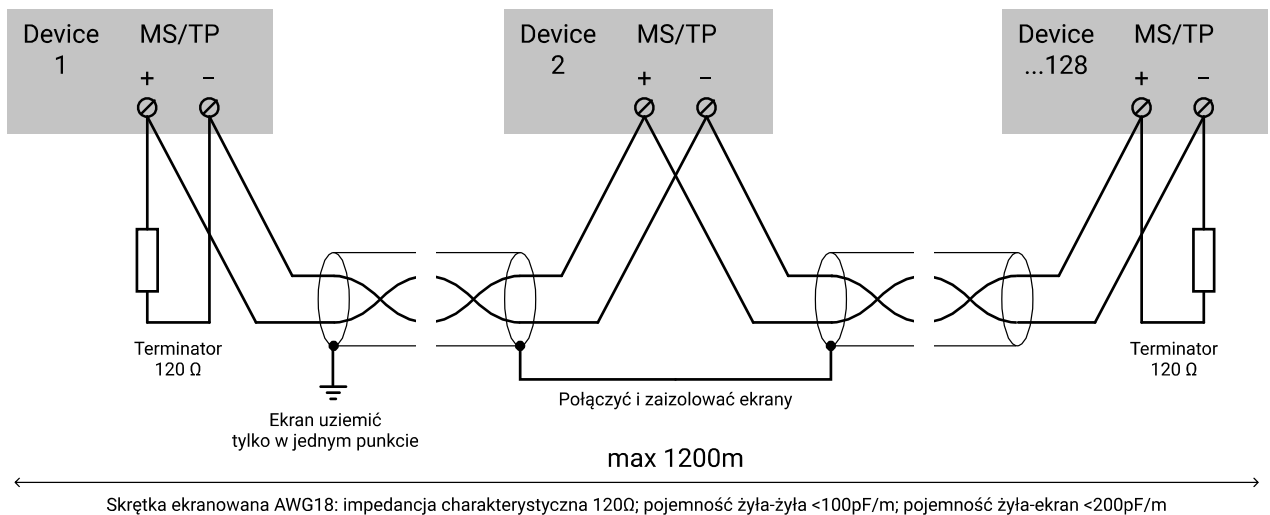 Device MS/TP
1
+ −
Device MS/TP
2
+ −
Device MS/TP
...128
+ −
Terminator
120 Ω
Ekran uziemić
tylko w jednym punkcie
Połączyć i zaizolować ekrany
Terminator
120 Ω
max 1200m
Skrętka ekranowana AWG18: impedancja charakterystyczna 120Ω; pojemność żyła-żyła <100pF/m; pojemność żyła-ekran <200pF/m